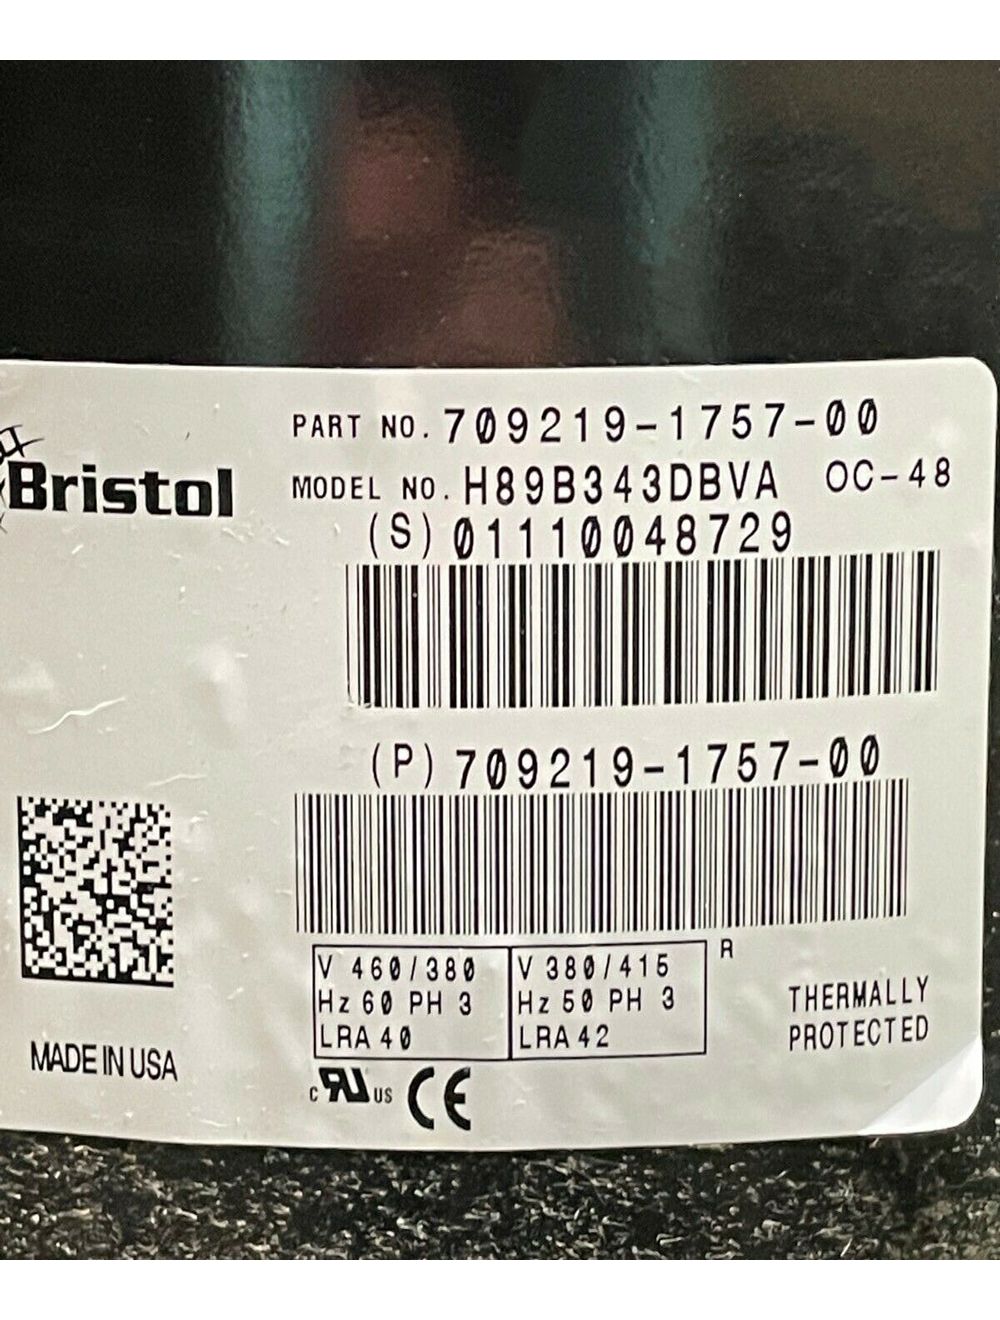 Bristol
PART NO. 709219-1757-00
MODEL NO. H89B343DBVA OC-48
(S) 01110048729
(P) 709219-1757-00
V 460/380
Hz 60 PH 3
LRA 40
V 380/415
Hz 50 PH 3
LRA 42
R
THERMALLY
PROTECTED
MADE IN USA
c RU us CE